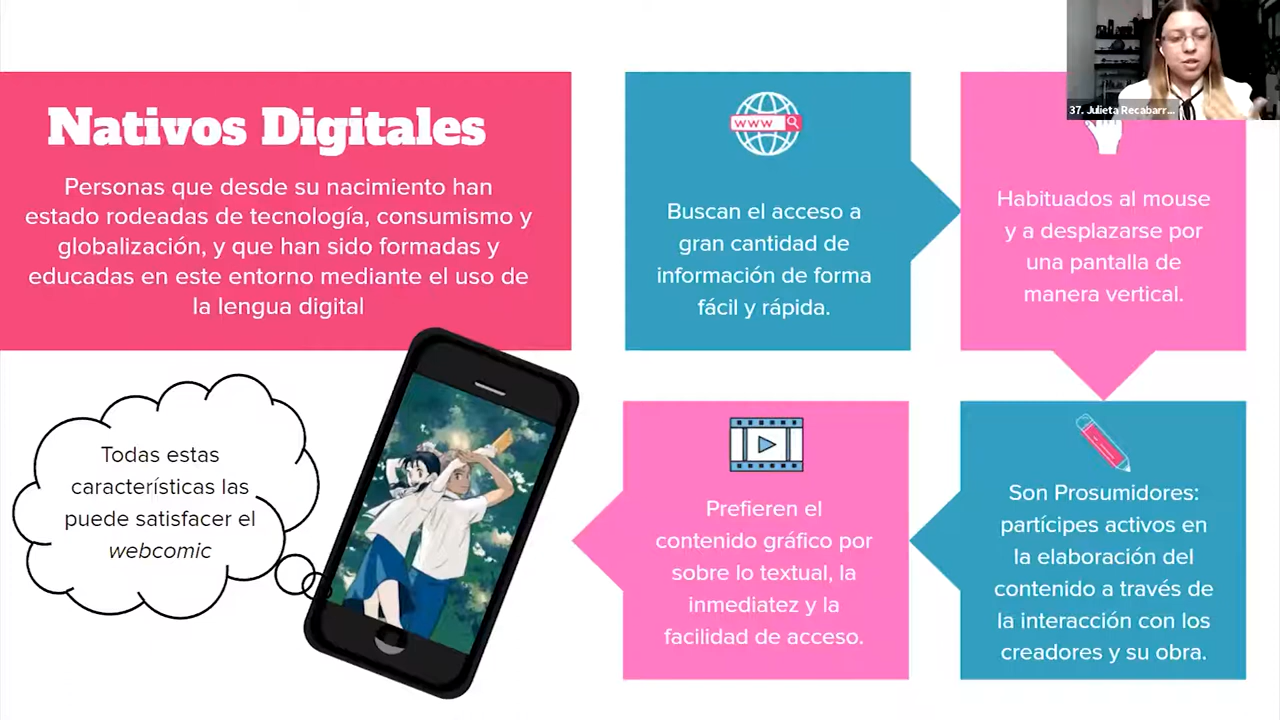 Nativos Digitales
Personas que desde su nacimiento han
estado rodeadas de tecnología, consumismo y
globalización, y que han sido formadas y
educadas en este entorno mediante el uso de
la lengua digital
www
Buscan el acceso a
gran cantidad de
información de forma
fácil y rápida.
37. Julieta Recabarr...
Habituados al mouse
y a desplazarse por
una pantalla de
manera vertical.
Son Prosumidores:
partícipes activos en
la elaboración del
contenido a través de
la interacción con los
creadores y su obra.
Prefieren el
contenido gráfico por
sobre lo textual, la
inmediatez y la
facilidad de acceso.
Todas estas
características las
puede satisfacer el
webcomic